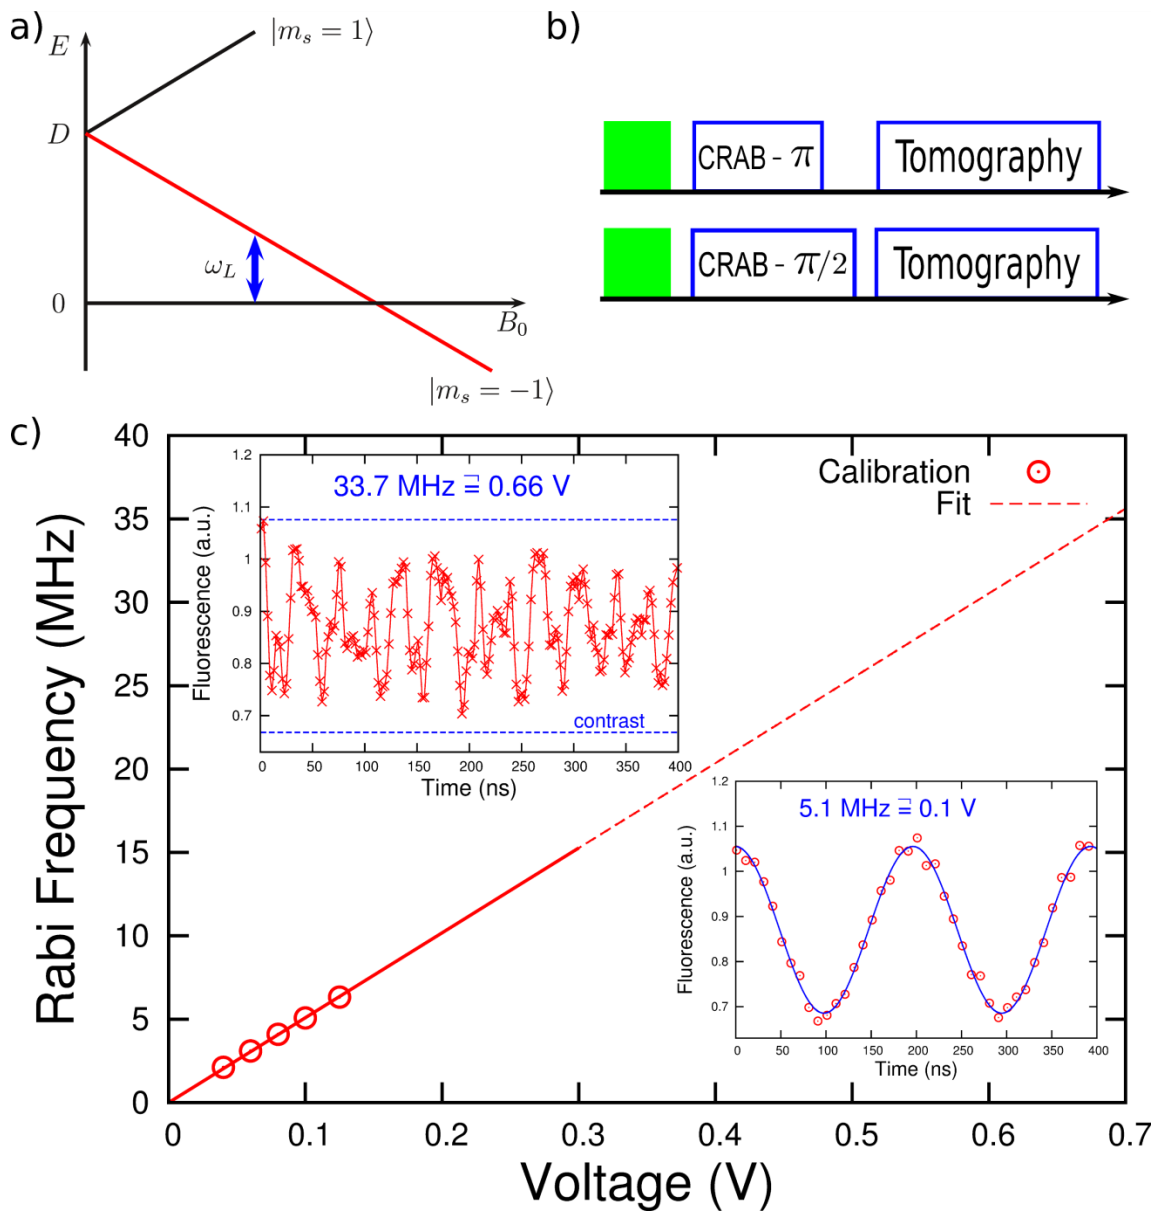 a)
E
|m_s = 1⟩
D
ω_L
0
B_0
|m_s = −1⟩
b)
CRAB - π
Tomography
CRAB - π/2
Tomography
c)
Rabi Frequency (MHz)
40
35
30
25
20
15
10
5
0
0
0.1
0.2
0.3
0.4
0.5
0.6
0.7
Voltage (V)
Calibration
Fit
33.7 MHz ≡ 0.66 V
Fluorescence (a.u.)
1.2
1.1
1
0.9
0.8
0.7
contrast
0
50
100
150
200
250
300
350
400
Time (ns)
5.1 MHz ≡ 0.1 V
Fluorescence (a.u.)
1.2
1.1
1
0.9
0.8
0.7
0
50
100
150
200
250
300
350
400
Time (ns)